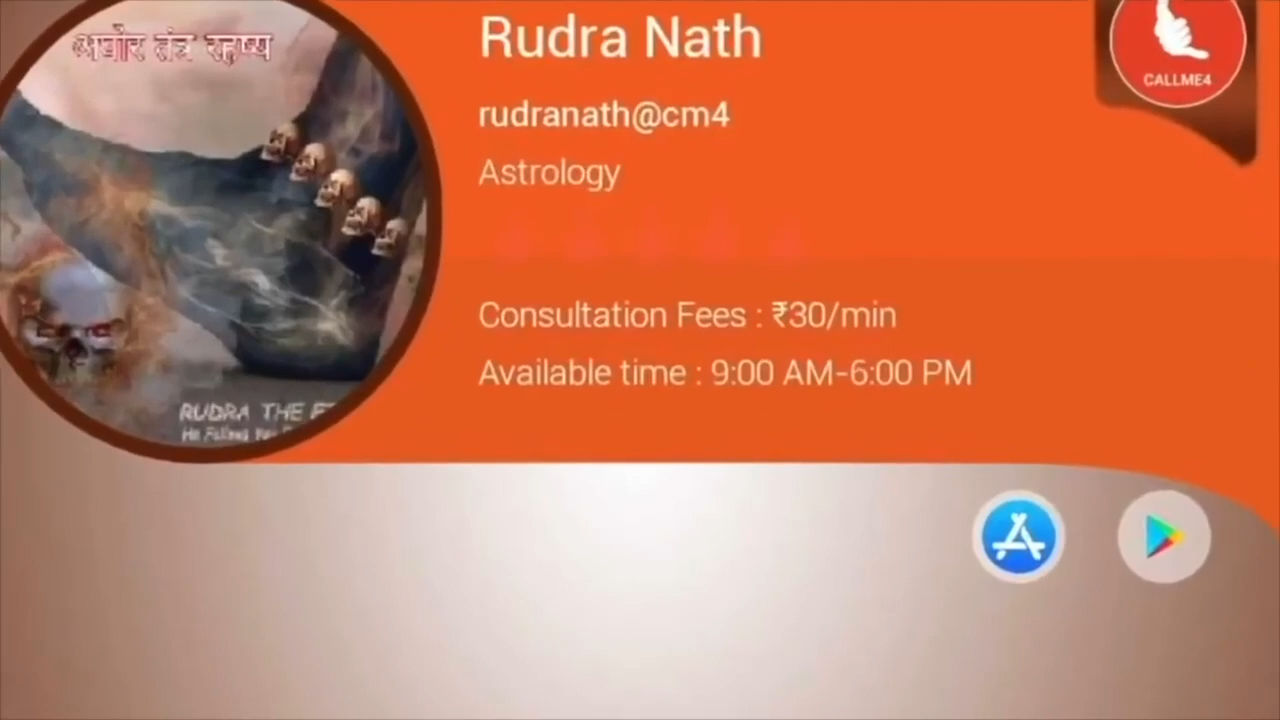 अघोर तंत्र रहष्य
RUDRA THE
Rudra Nath
rudranath@cm4
Astrology
Consultation Fees : ₹30/min
Available time : 9:00 AM-6:00 PM
CALLME4